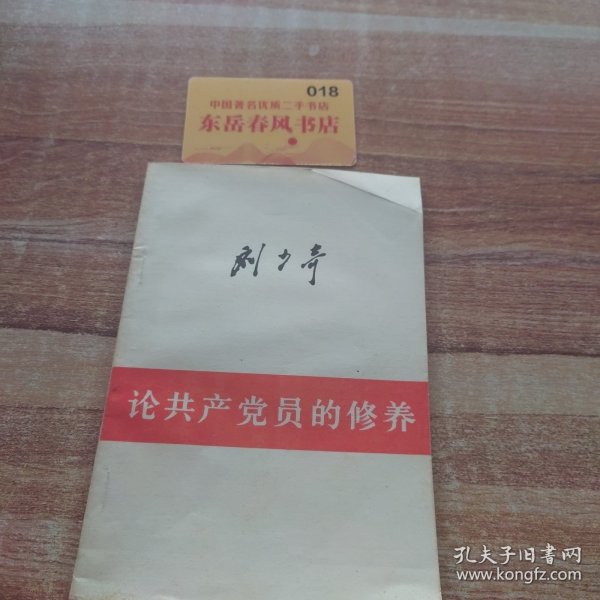 018
中国著名优质二手书店
东岳春风书店
刘少奇
论共产党员的修养
孔夫子旧书网
www.kongfz.com